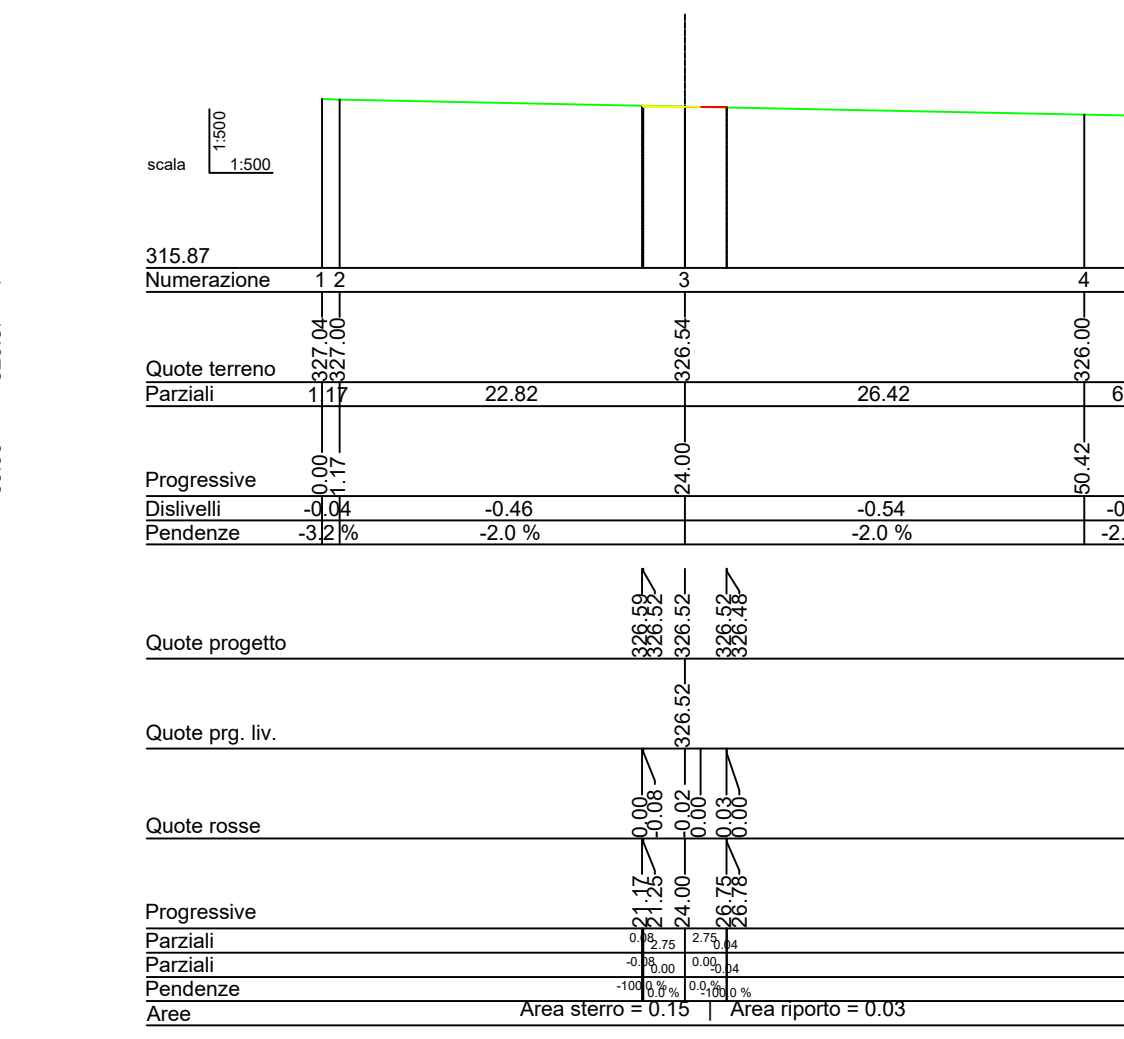 1:500
scala 1:500
315.87
Numerazione 1 2 3 4
Quote terreno 327.04 327.00 326.54 326.00
Parziali 1.17 22.82 26.42 6
Progressive 0.00 1.17 24.00 50.42
Dislivelli -0.04 -0.46 -0.54 -0
Pendenze -3.2 % -2.0 % -2.0 % -2.
Quote progetto 326.59 326.52 326.52 326.52 326.48
Quote prg. liv. 326.52
Quote rosse 0.00 -0.08 -0.02 0.00 0.03 0.00
Progressive 21.17 21.25 24.00 26.75 26.78
Parziali 0.08 2.75 2.75 0.04
Parziali -0.08 0.00 0.00 -0.04
Pendenze -100.0 % 0.0 % 0.0 % -100.0 %
Aree Area sterro = 0.15 | Area riporto = 0.03